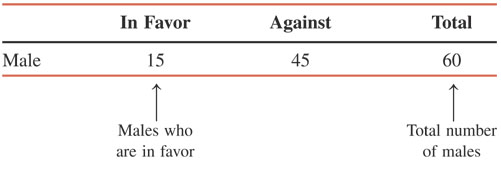 In Favor Against Total
Male 15 45 60
Males who Total number
are in favor of males